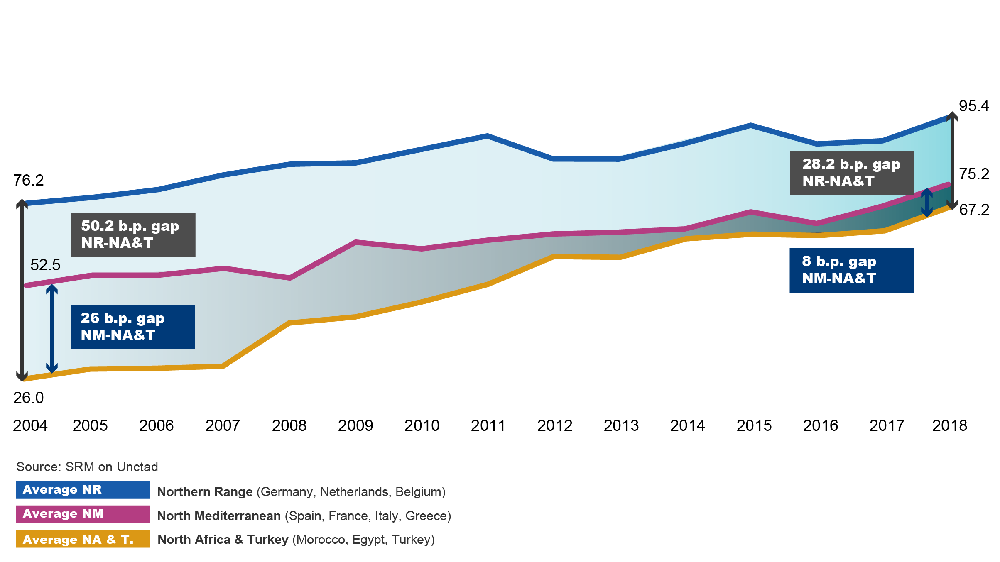 95.4
28.2 b.p. gap
NR-NA&T
75.2
76.2
67.2
50.2 b.p. gap
NR-NA&T
52.5
8 b.p. gap
NM-NA&T
26 b.p. gap
NM-NA&T
26.0
2004 2005 2006 2007 2008 2009 2010 2011 2012 2013 2014 2015 2016 2017 2018
Source: SRM on Unctad
Average NR Northern Range (Germany, Netherlands, Belgium)
Average NM North Mediterranean (Spain, France, Italy, Greece)
Average NA & T. North Africa & Turkey (Morocco, Egypt, Turkey)